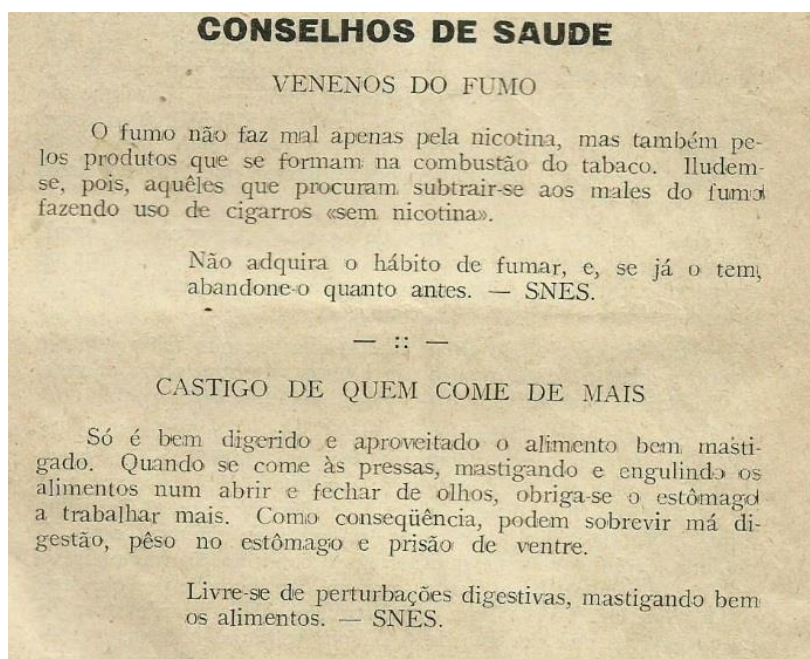 CONSELHOS DE SAUDE
VENENOS DO FUMO
O fumo não faz mal apenas pela nicotina, mas também pe-
los produtos que se formam na combustão do tabaco. Iludem-
se, pois, aquêles que procuram subtrair-se aos males do fumo
fazendo uso de cigarros «sem nicotina».
Não adquira o hábito de fumar, e, se já o tem,
abandone-o quanto antes. — SNES.
— :: —
CASTIGO DE QUEM COME DE MAIS
Só é bem digerido e aproveitado o alimento bem masti-
gado. Quando se come às pressas, mastigando e engulindo os
alimentos num abrir e fechar de olhos, obriga-se o estômago
a trabalhar mais. Como conseqüência, podem sobrevir má di-
gestão, pêso no estômago e prisão de ventre.
Livre-se de perturbações digestivas, mastigando bem
os alimentos. — SNES.